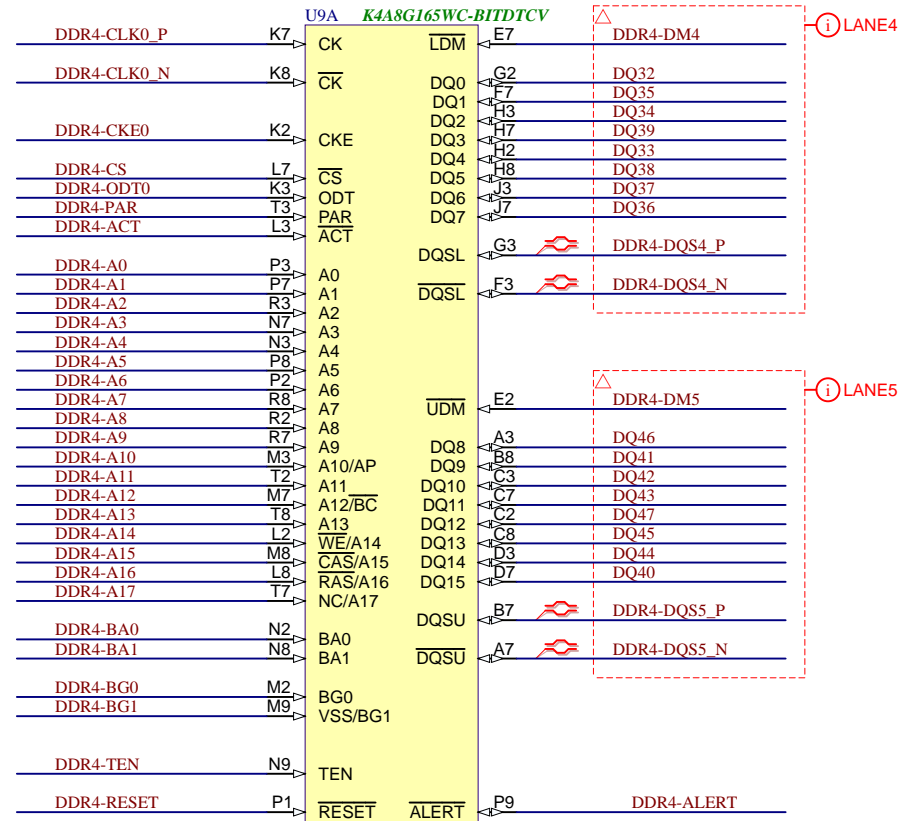 U9A K4A8G165WC-BITDTCV
DDR4-CLK0_P K7 CK LDM E7 DDR4-DM4 LANE4
DDR4-CLK0_N K8 CK DQ0 G2 DQ32
DQ1 F7 DQ35
DQ2 H3 DQ34
DDR4-CKE0 K2 CKE DQ3 H7 DQ39
DQ4 H2 DQ33
DDR4-CS L7 CS DQ5 H8 DQ38
DDR4-ODT0 K3 ODT DQ6 J3 DQ37
DDR4-PAR T3 PAR DQ7 J7 DQ36
DDR4-ACT L3 ACT
DQSL G3 DDR4-DQS4_P
DDR4-A0 P3 A0
DDR4-A1 P7 A1 DQSL F3 DDR4-DQS4_N
DDR4-A2 R3 A2
DDR4-A3 N7 A3
DDR4-A4 N3 A4
DDR4-A5 P8 A5
DDR4-A6 P2 A6 LANE5
DDR4-A7 R8 A7 UDM E2 DDR4-DM5
DDR4-A8 R2 A8
DDR4-A9 R7 A9 DQ8 A3 DQ46
DDR4-A10 M3 A10/AP DQ9 B8 DQ41
DDR4-A11 T2 A11 DQ10 C3 DQ42
DDR4-A12 M7 A12/BC DQ11 C7 DQ43
DDR4-A13 T8 A13 DQ12 C2 DQ47
DDR4-A14 L2 WE/A14 DQ13 C8 DQ45
DDR4-A15 M8 CAS/A15 DQ14 D3 DQ44
DDR4-A16 L8 RAS/A16 DQ15 D7 DQ40
DDR4-A17 T7 NC/A17
DQSU B7 DDR4-DQS5_P
DDR4-BA0 N2 BA0
DDR4-BA1 N8 BA1 DQSU A7 DDR4-DQS5_N
DDR4-BG0 M2 BG0
DDR4-BG1 M9 VSS/BG1
DDR4-TEN N9 TEN
DDR4-RESET P1 RESET ALERT P9 DDR4-ALERT